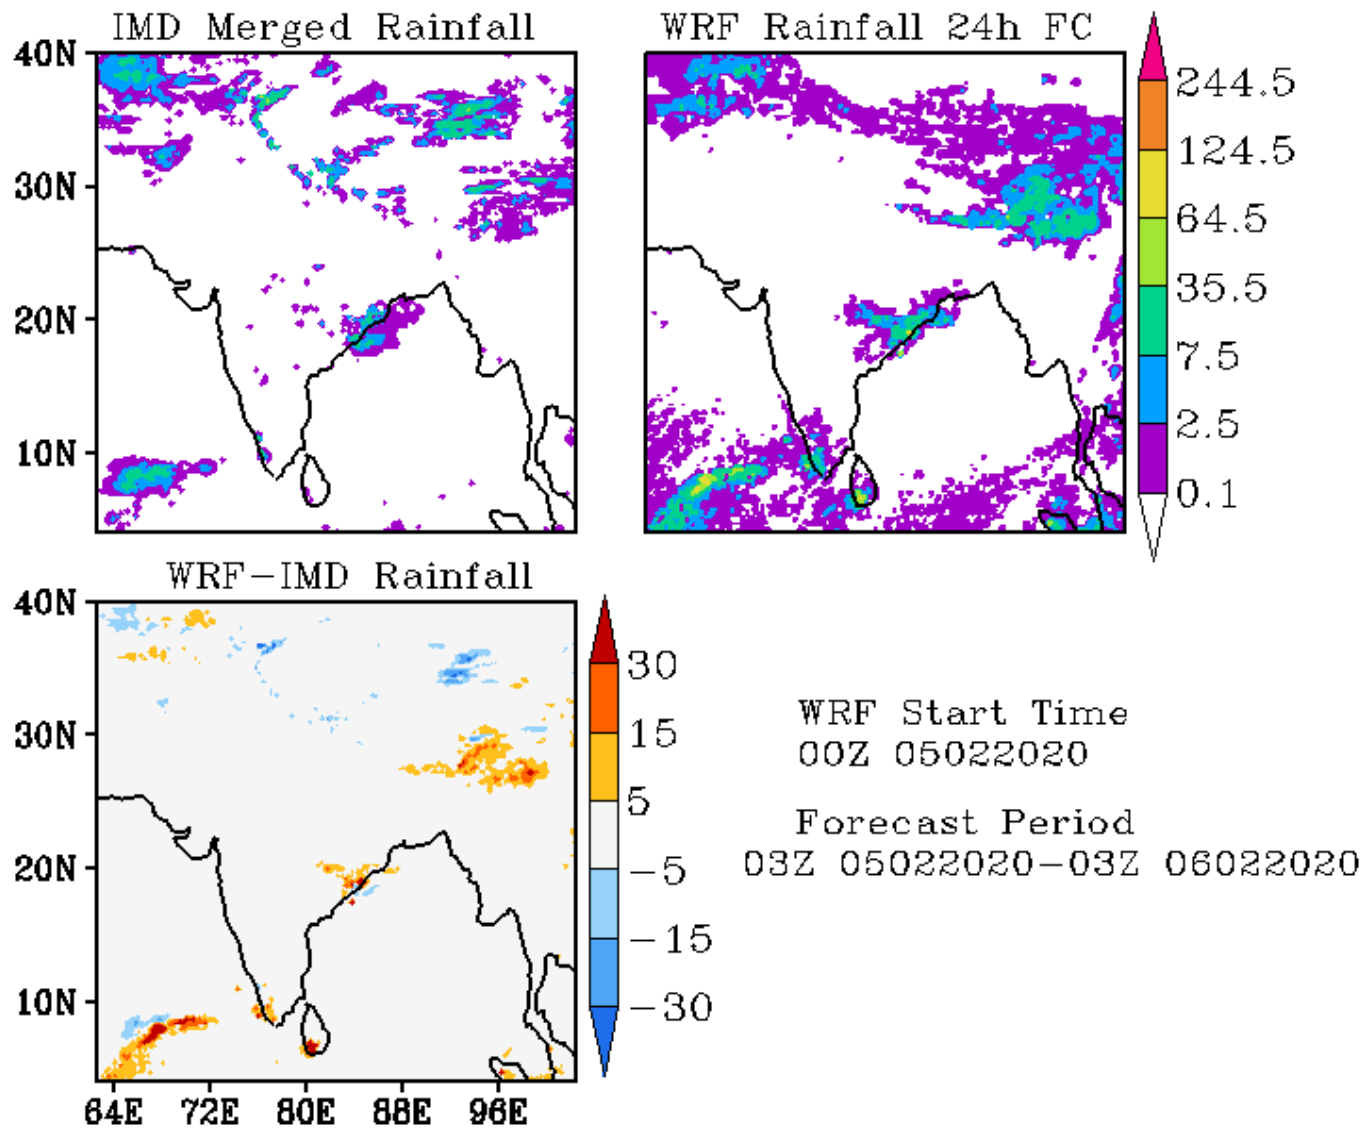 IMD Merged Rainfall
WRF Rainfall 24h FC
40N
30N
20N
10N
244.5
124.5
64.5
35.5
7.5
2.5
0.1
WRF-IMD Rainfall
40N
30N
20N
10N
64E 72E 80E 88E 96E
30
15
5
-5
-15
-30
WRF Start Time
00Z 05022020
Forecast Period
03Z 05022020-03Z 06022020